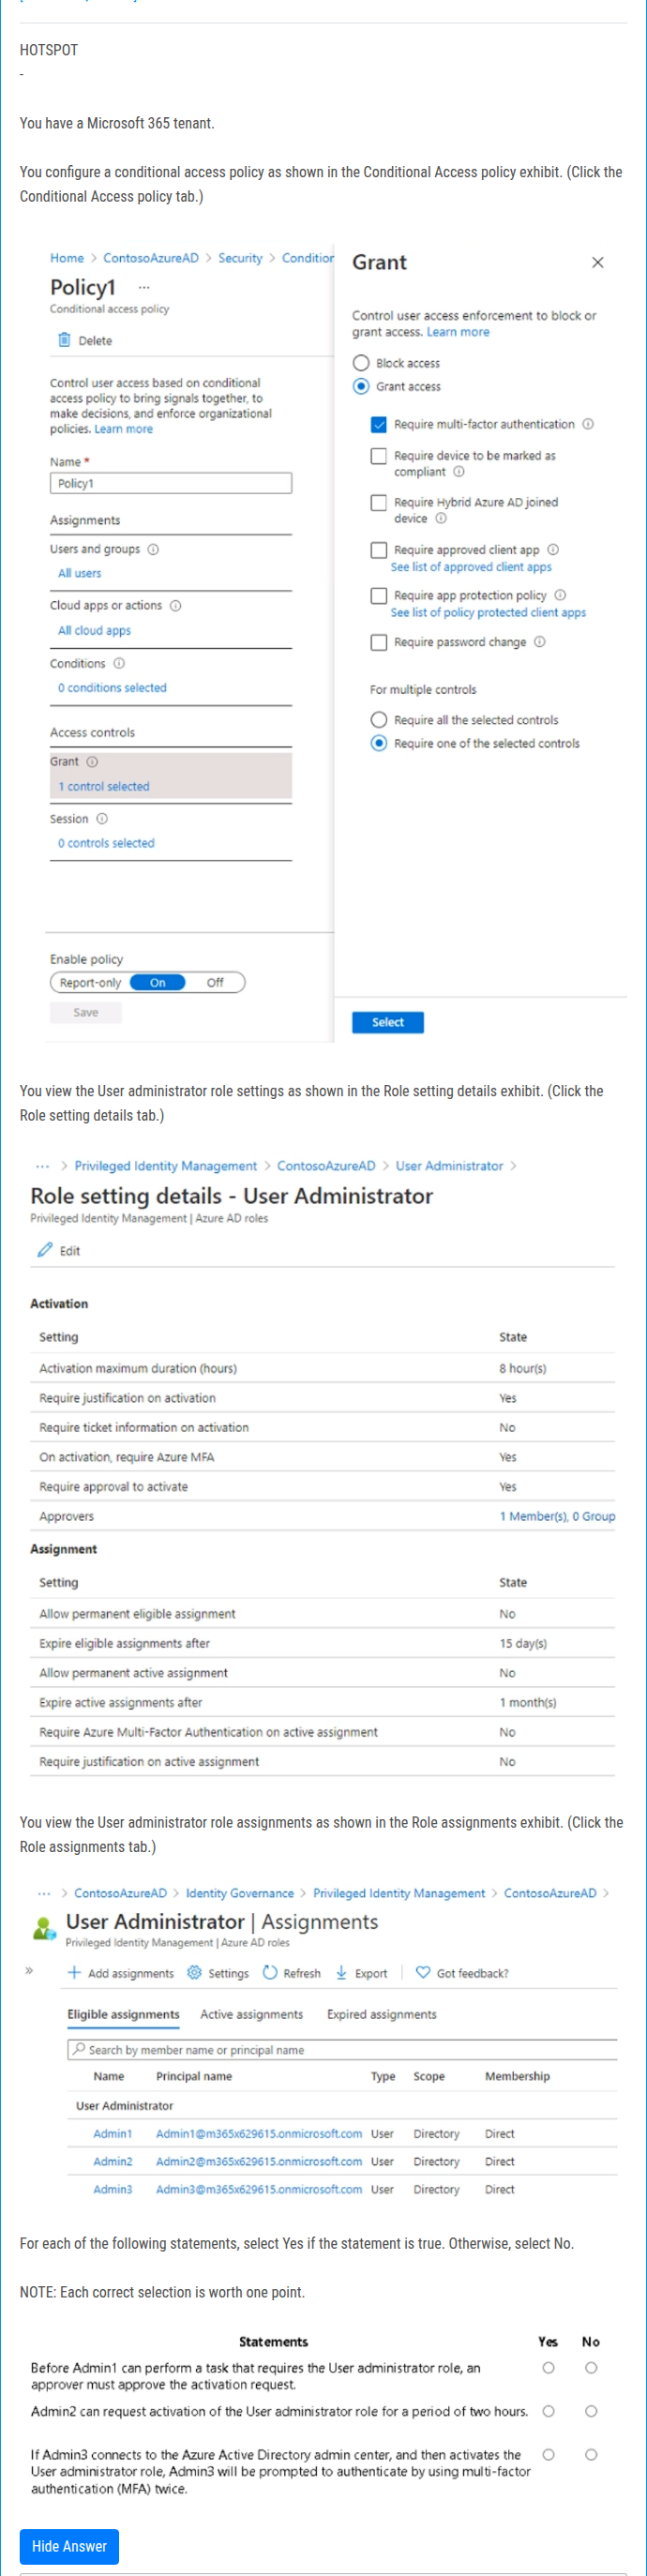 HOTSPOT
-
You have a Microsoft 365 tenant.
You configure a conditional access policy as shown in the Conditional Access policy exhibit. (Click the
Conditional Access policy tab.)
Home > ContosoAzureAD > Security > Condition
Policy1 ...
Conditional access policy
Delete
Control user access based on conditional
access policy to bring signals together, to
make decisions, and enforce organizational
policies. Learn more
Name *
Policy1
Assignments
Users and groups
All users
Cloud apps or actions
All cloud apps
Conditions
0 conditions selected
Access controls
Grant
1 control selected
Session
0 controls selected
Enable policy
Report-only On Off
Save
Grant
Control user access enforcement to block or
grant access. Learn more
Block access
Grant access
Require multi-factor authentication
Require device to be marked as
compliant
Require Hybrid Azure AD joined
device
Require approved client app
See list of approved client apps
Require app protection policy
See list of policy protected client apps
Require password change
For multiple controls
Require all the selected controls
Require one of the selected controls
Select
You view the User administrator role settings as shown in the Role setting details exhibit. (Click the
Role setting details tab.)
... > Privileged Identity Management > ContosoAzureAD > User Administrator >
Role setting details - User Administrator
Privileged Identity Management | Azure AD roles
Edit
Activation
Setting State
Activation maximum duration (hours) 8 hour(s)
Require justification on activation Yes
Require ticket information on activation No
On activation, require Azure MFA Yes
Require approval to activate Yes
Approvers 1 Member(s), 0 Group
Assignment
Setting State
Allow permanent eligible assignment No
Expire eligible assignments after 15 day(s)
Allow permanent active assignment No
Expire active assignments after 1 month(s)
Require Azure Multi-Factor Authentication on active assignment No
Require justification on active assignment No
You view the User administrator role assignments as shown in the Role assignments exhibit. (Click the
Role assignments tab.)
... > ContosoAzureAD > Identity Governance > Privileged Identity Management > ContosoAzureAD >
User Administrator | Assignments
Privileged Identity Management | Azure AD roles
» + Add assignments Settings Refresh Export Got feedback?
Eligible assignments Active assignments Expired assignments
Search by member name or principal name
Name Principal name Type Scope Membership
User Administrator
Admin1 Admin1@m365x629615.onmicrosoft.com User Directory Direct
Admin2 Admin2@m365x629615.onmicrosoft.com User Directory Direct
Admin3 Admin3@m365x629615.onmicrosoft.com User Directory Direct
For each of the following statements, select Yes if the statement is true. Otherwise, select No.
NOTE: Each correct selection is worth one point.
Statements Yes No
Before Admin1 can perform a task that requires the User administrator role, an
approver must approve the activation request.
Admin2 can request activation of the User administrator role for a period of two hours.
If Admin3 connects to the Azure Active Directory admin center, and then activates the
User administrator role, Admin3 will be prompted to authenticate by using multi-factor
authentication (MFA) twice.
Hide Answer